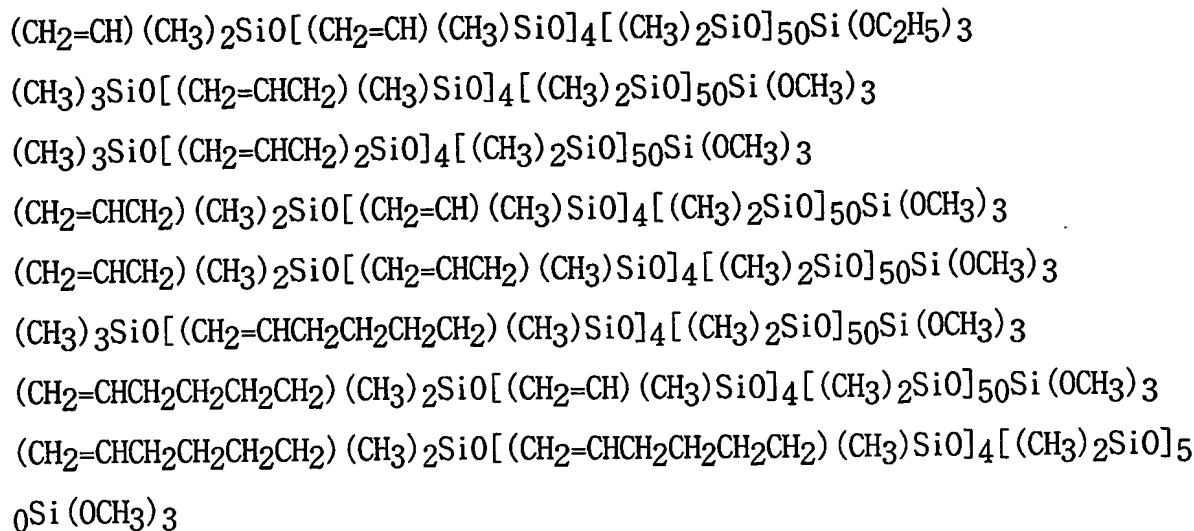 (CH2=CH)(CH3)2SiO[(CH2=CH)(CH3)SiO]4[(CH3)2SiO]50Si(OC2H5)3
(CH3)3SiO[(CH2=CHCH2)(CH3)SiO]4[(CH3)2SiO]50Si(OCH3)3
(CH3)3SiO[(CH2=CHCH2)2SiO]4[(CH3)2SiO]50Si(OCH3)3
(CH2=CHCH2)(CH3)2SiO[(CH2=CH)(CH3)SiO]4[(CH3)2SiO]50Si(OCH3)3
(CH2=CHCH2)(CH3)2SiO[(CH2=CHCH2)(CH3)SiO]4[(CH3)2SiO]50Si(OCH3)3
(CH3)3SiO[(CH2=CHCH2CH2CH2CH2)(CH3)SiO]4[(CH3)2SiO]50Si(OCH3)3
(CH2=CHCH2CH2CH2CH2)(CH3)2SiO[(CH2=CH)(CH3)SiO]4[(CH3)2SiO]50Si(OCH3)3
(CH2=CHCH2CH2CH2CH2)(CH3)2SiO[(CH2=CHCH2CH2CH2CH2)(CH3)SiO]4[(CH3)2SiO]5
0Si(OCH3)3